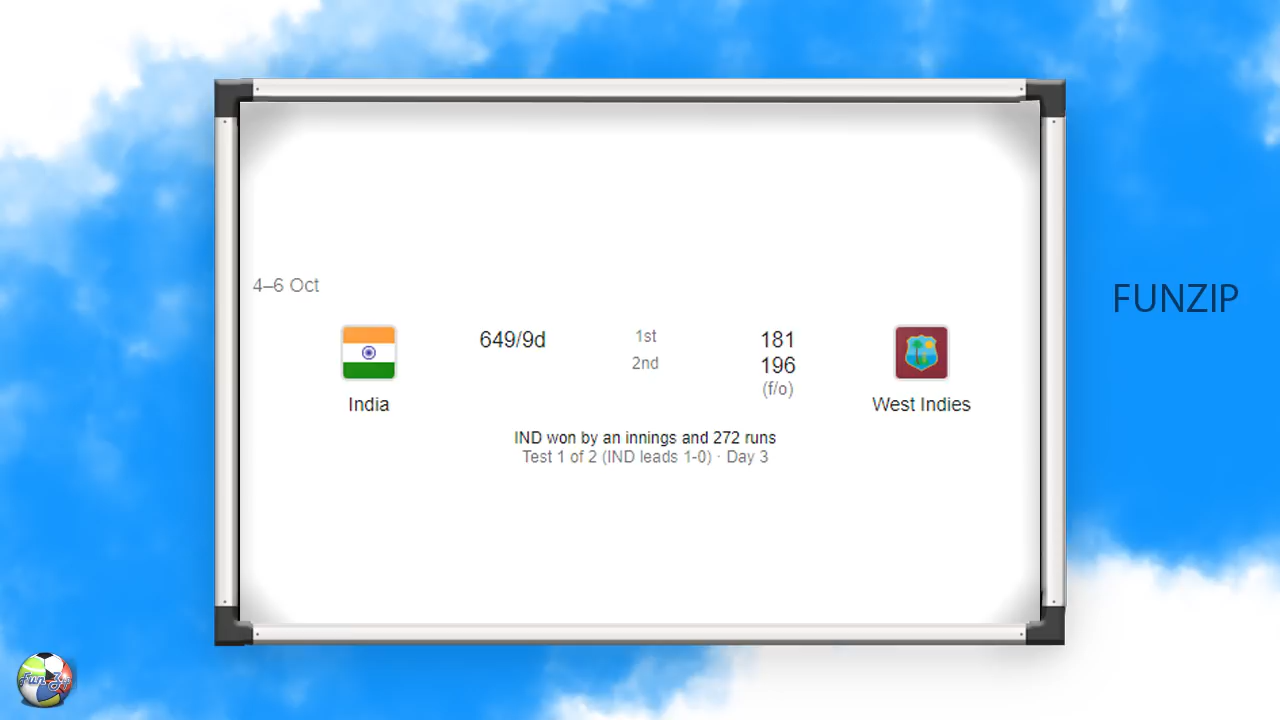 4–6 Oct
FUNZIP
649/9d 1st 181
2nd 196
(f/o)
India West Indies
IND won by an innings and 272 runs
Test 1 of 2 (IND leads 1-0) · Day 3